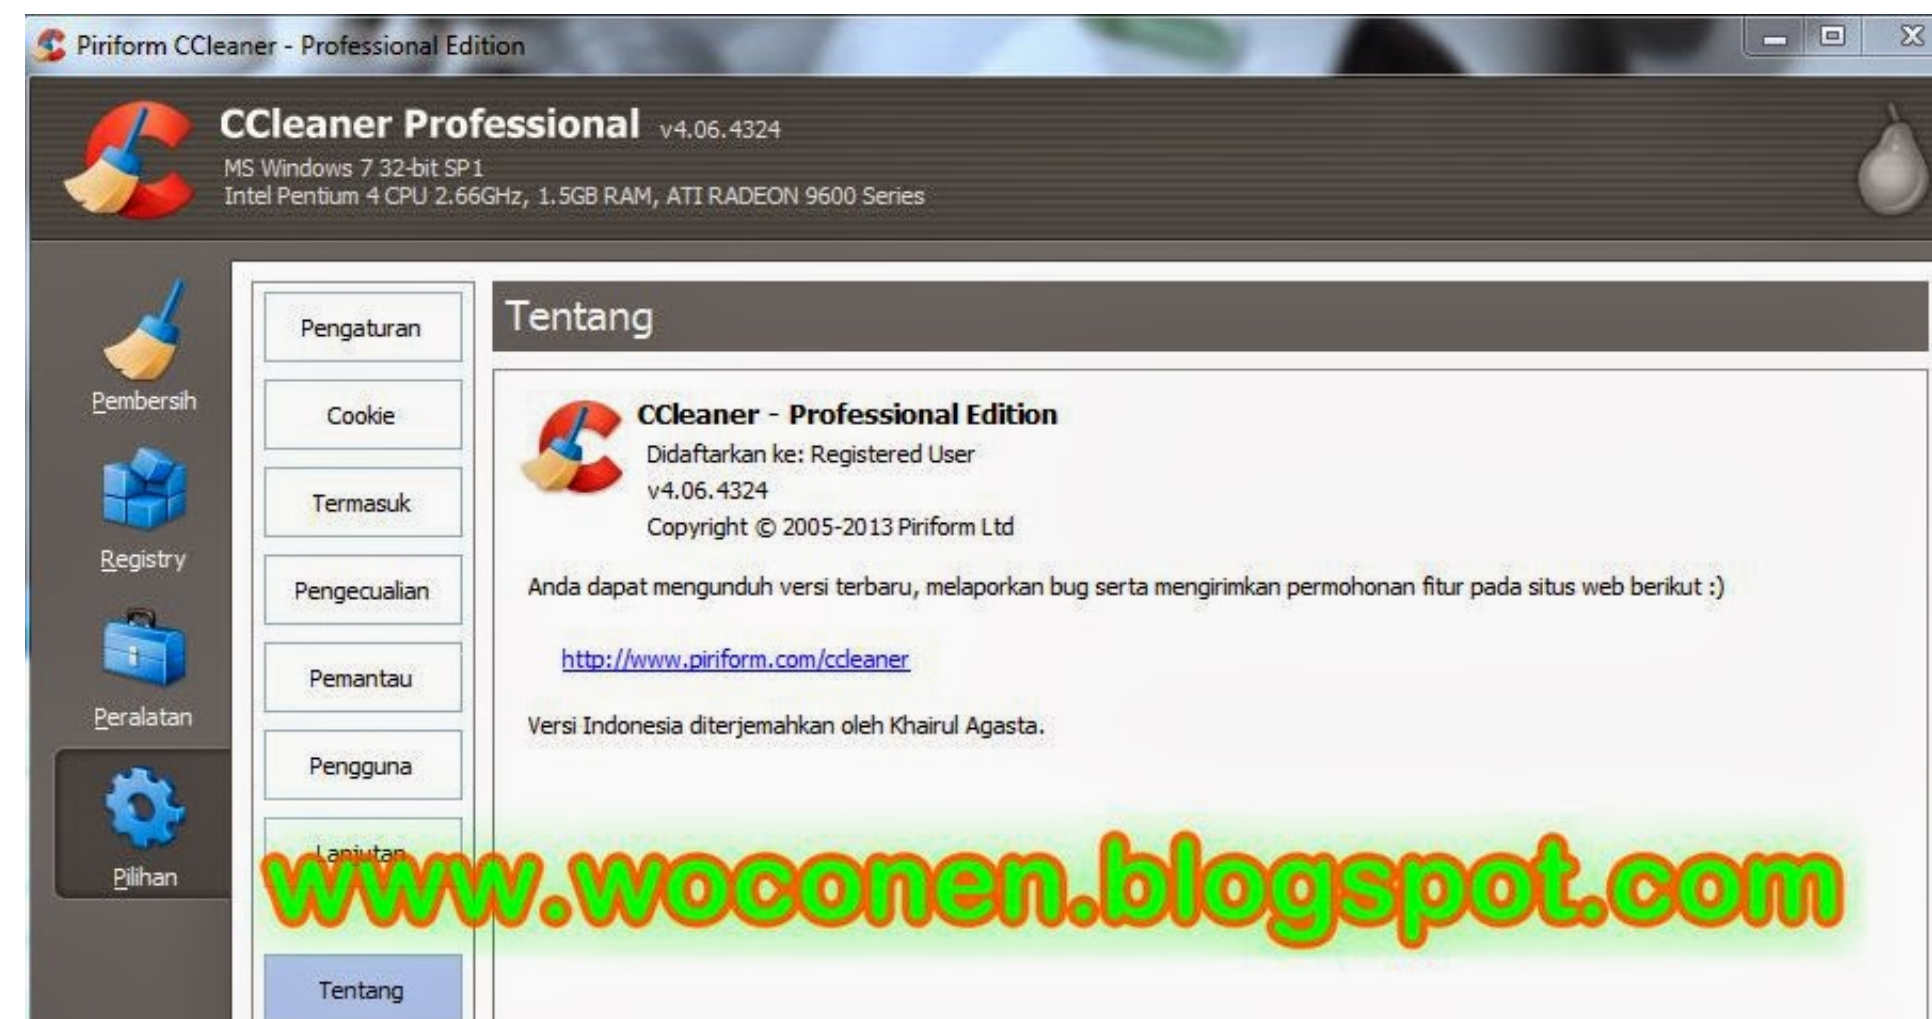 Piriform CCleaner - Professional Edition
CCleaner Professional v4.06.4324
MS Windows 7 32-bit SP1
Intel Pentium 4 CPU 2.66GHz, 1.5GB RAM, ATI RADEON 9600 Series
Pembersih
Registry
Peralatan
Pilihan
Pengaturan
Cookie
Termasuk
Pengecualian
Pemantau
Pengguna
Lanjutan
Tentang
Tentang
CCleaner - Professional Edition
Didaftarkan ke: Registered User
v4.06.4324
Copyright © 2005-2013 Piriform Ltd
Anda dapat mengunduh versi terbaru, melaporkan bug serta mengirimkan permohonan fitur pada situs web berikut :)
http://www.piriform.com/ccleaner
Versi Indonesia diterjemahkan oleh Khairul Agasta.
www.woconen.blogspot.com